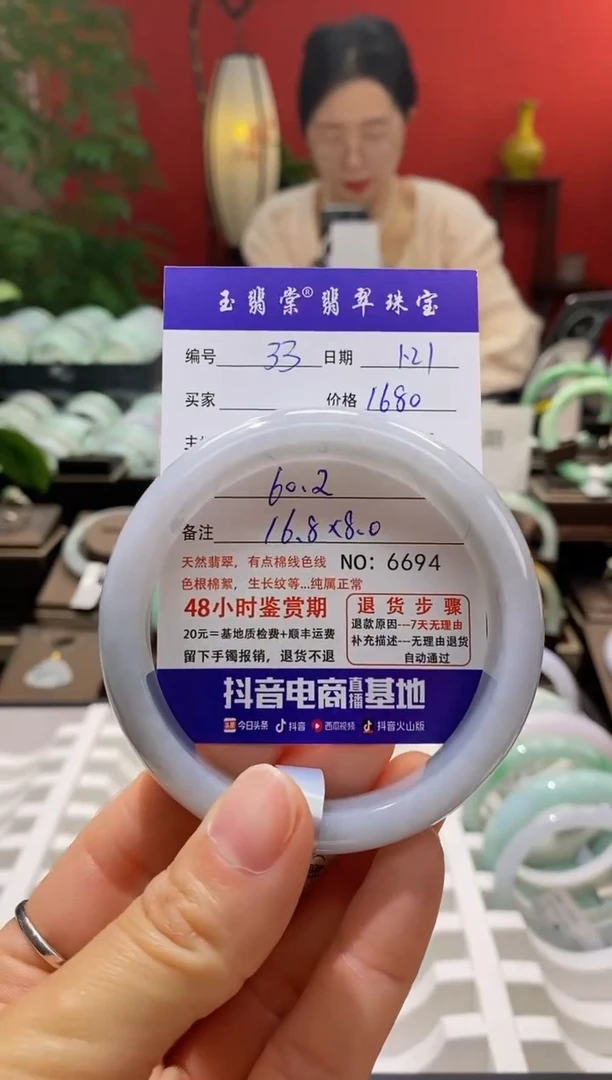 玉翡棠®翡翠珠宝
编号 33 日期 1-21
买家 价格 1680
60.2
备注 16.8×8.0
天然翡翠，有点棉线色线 NO：6694
色根棉絮，生长纹等...纯属正常
48小时鉴赏期
20元=基地质检费+顺丰运费
留下手镯报销，退货不退
退货步骤
退款原因---7天无理由
补充描述---无理由退货
自动通过
抖音电商直播基地
头条 今日头条 抖音 西瓜视频 抖音火山版